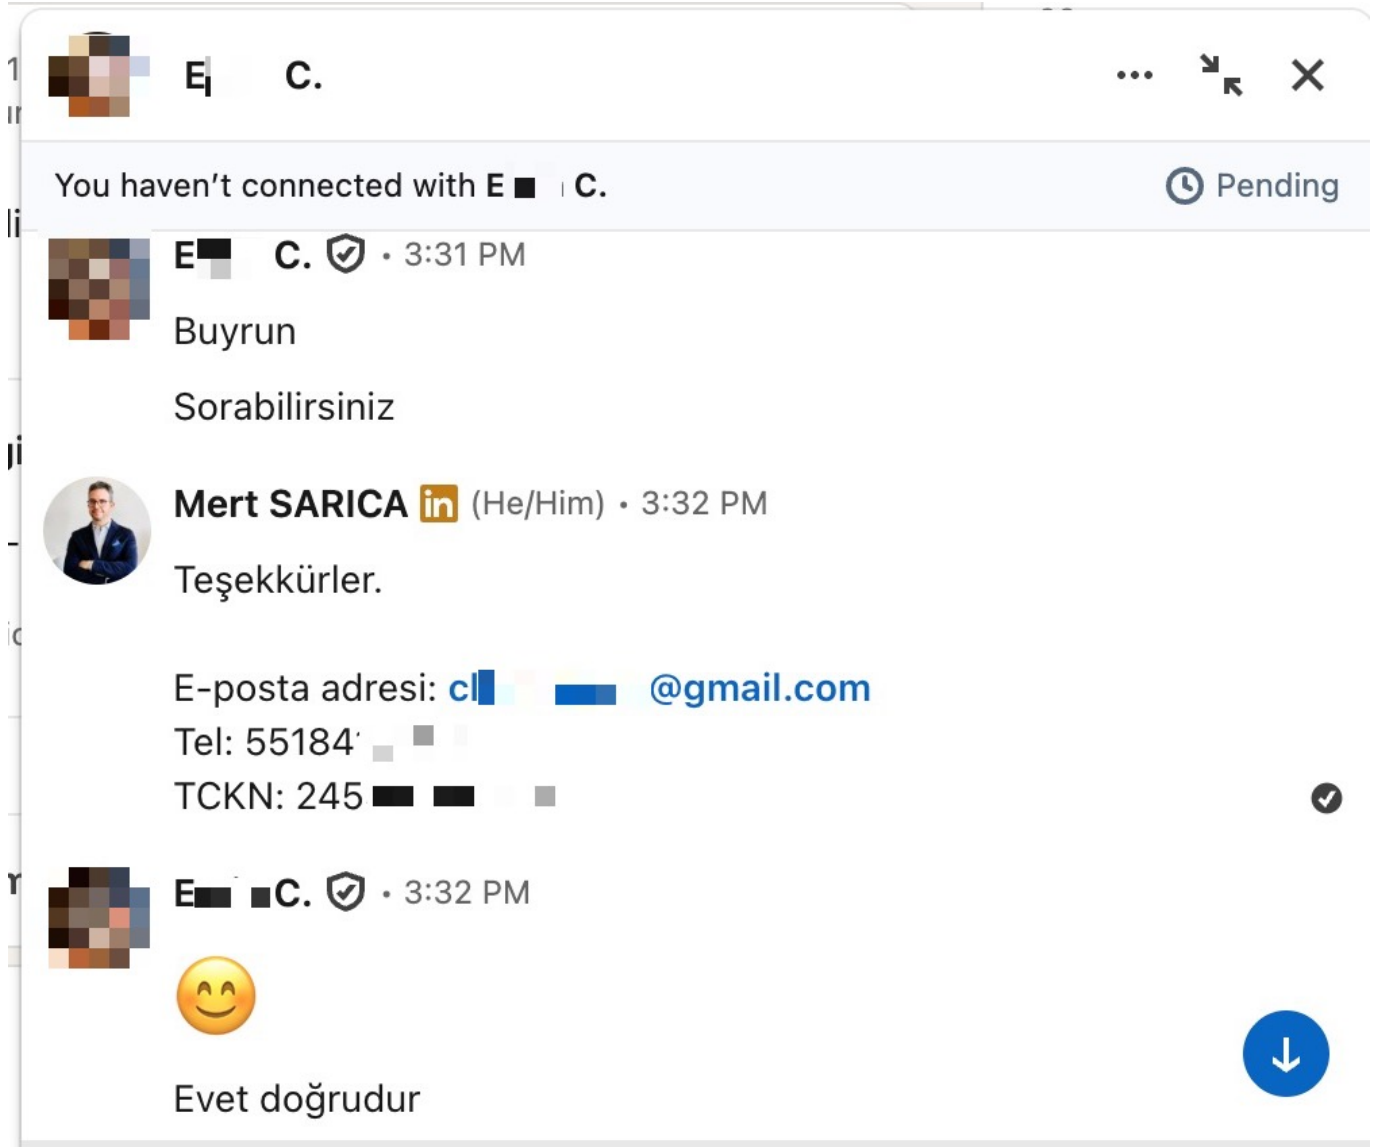 E C.
You haven't connected with E C.
Pending
E C. • 3:31 PM
Buyrun
Sorabilirsiniz
Mert SARICA in (He/Him) • 3:32 PM
Teşekkürler.
E-posta adresi: cl @gmail.com
Tel: 55184
TCKN: 245
E C. • 3:32 PM
Evet doğrudur